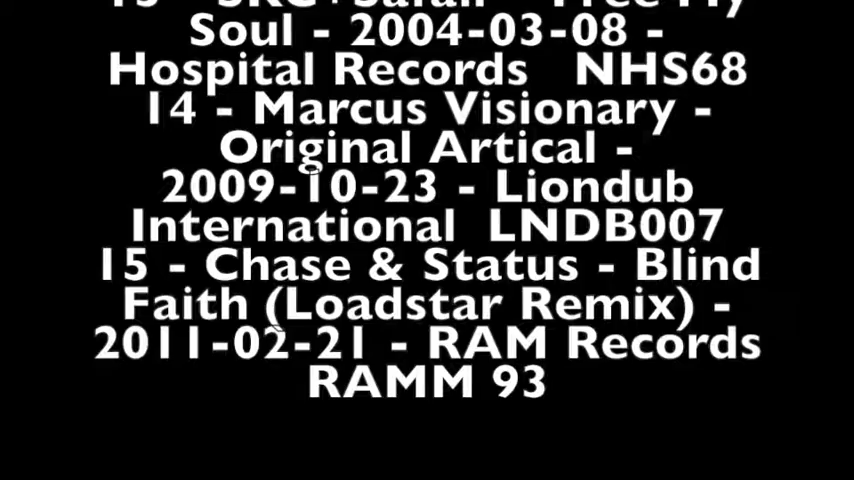 Soul - 2004-03-08 -
Hospital Records   NHS68
14 - Marcus Visionary -
Original Artical -
2009-10-23 - Liondub
International  LNDB007
15 - Chase & Status - Blind
Faith (Loadstar Remix) -
2011-02-21 - RAM Records
RAMM 93